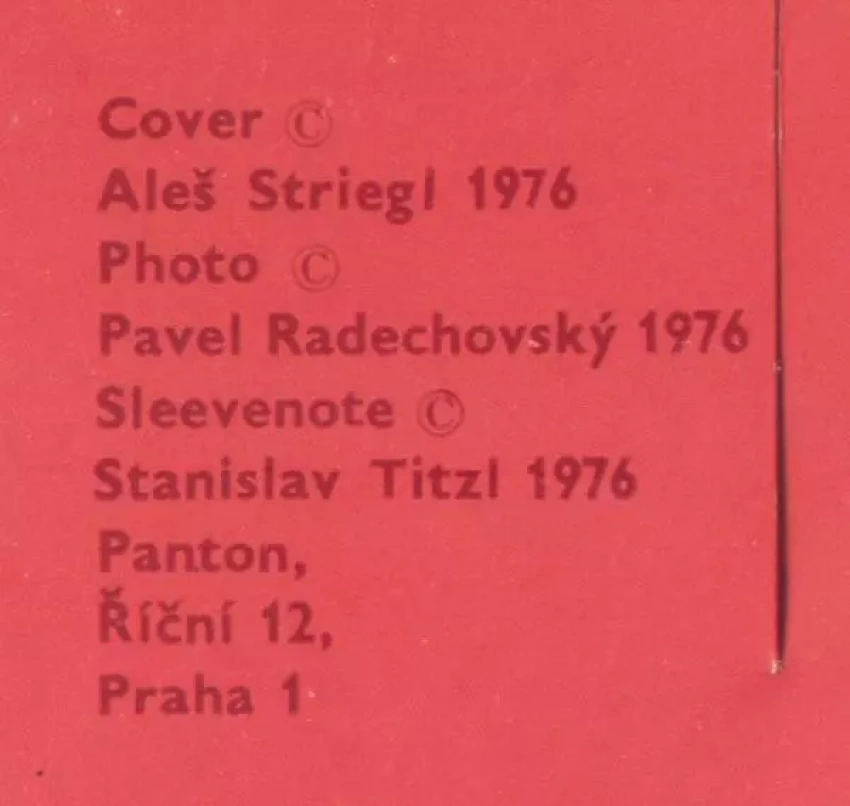 Cover ©
Aleš Striegl 1976
Photo ©
Pavel Radechovský 1976
Sleevenote ©
Stanislav Titzl 1976
Panton,
Říční 12,
Praha 1